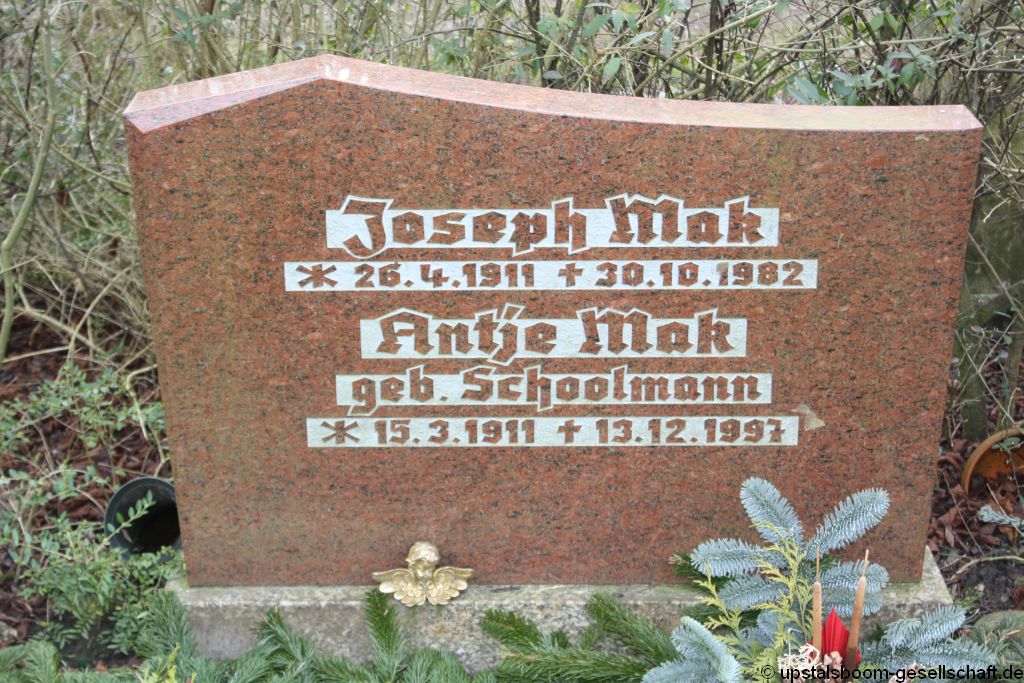 Joseph Mak
* 26.4.1911 † 30.10.1982
Antje Mak
geb. Schoolmann
* 15.3.1911 † 13.12.1997
© upstalsboom-gesellschaft.de